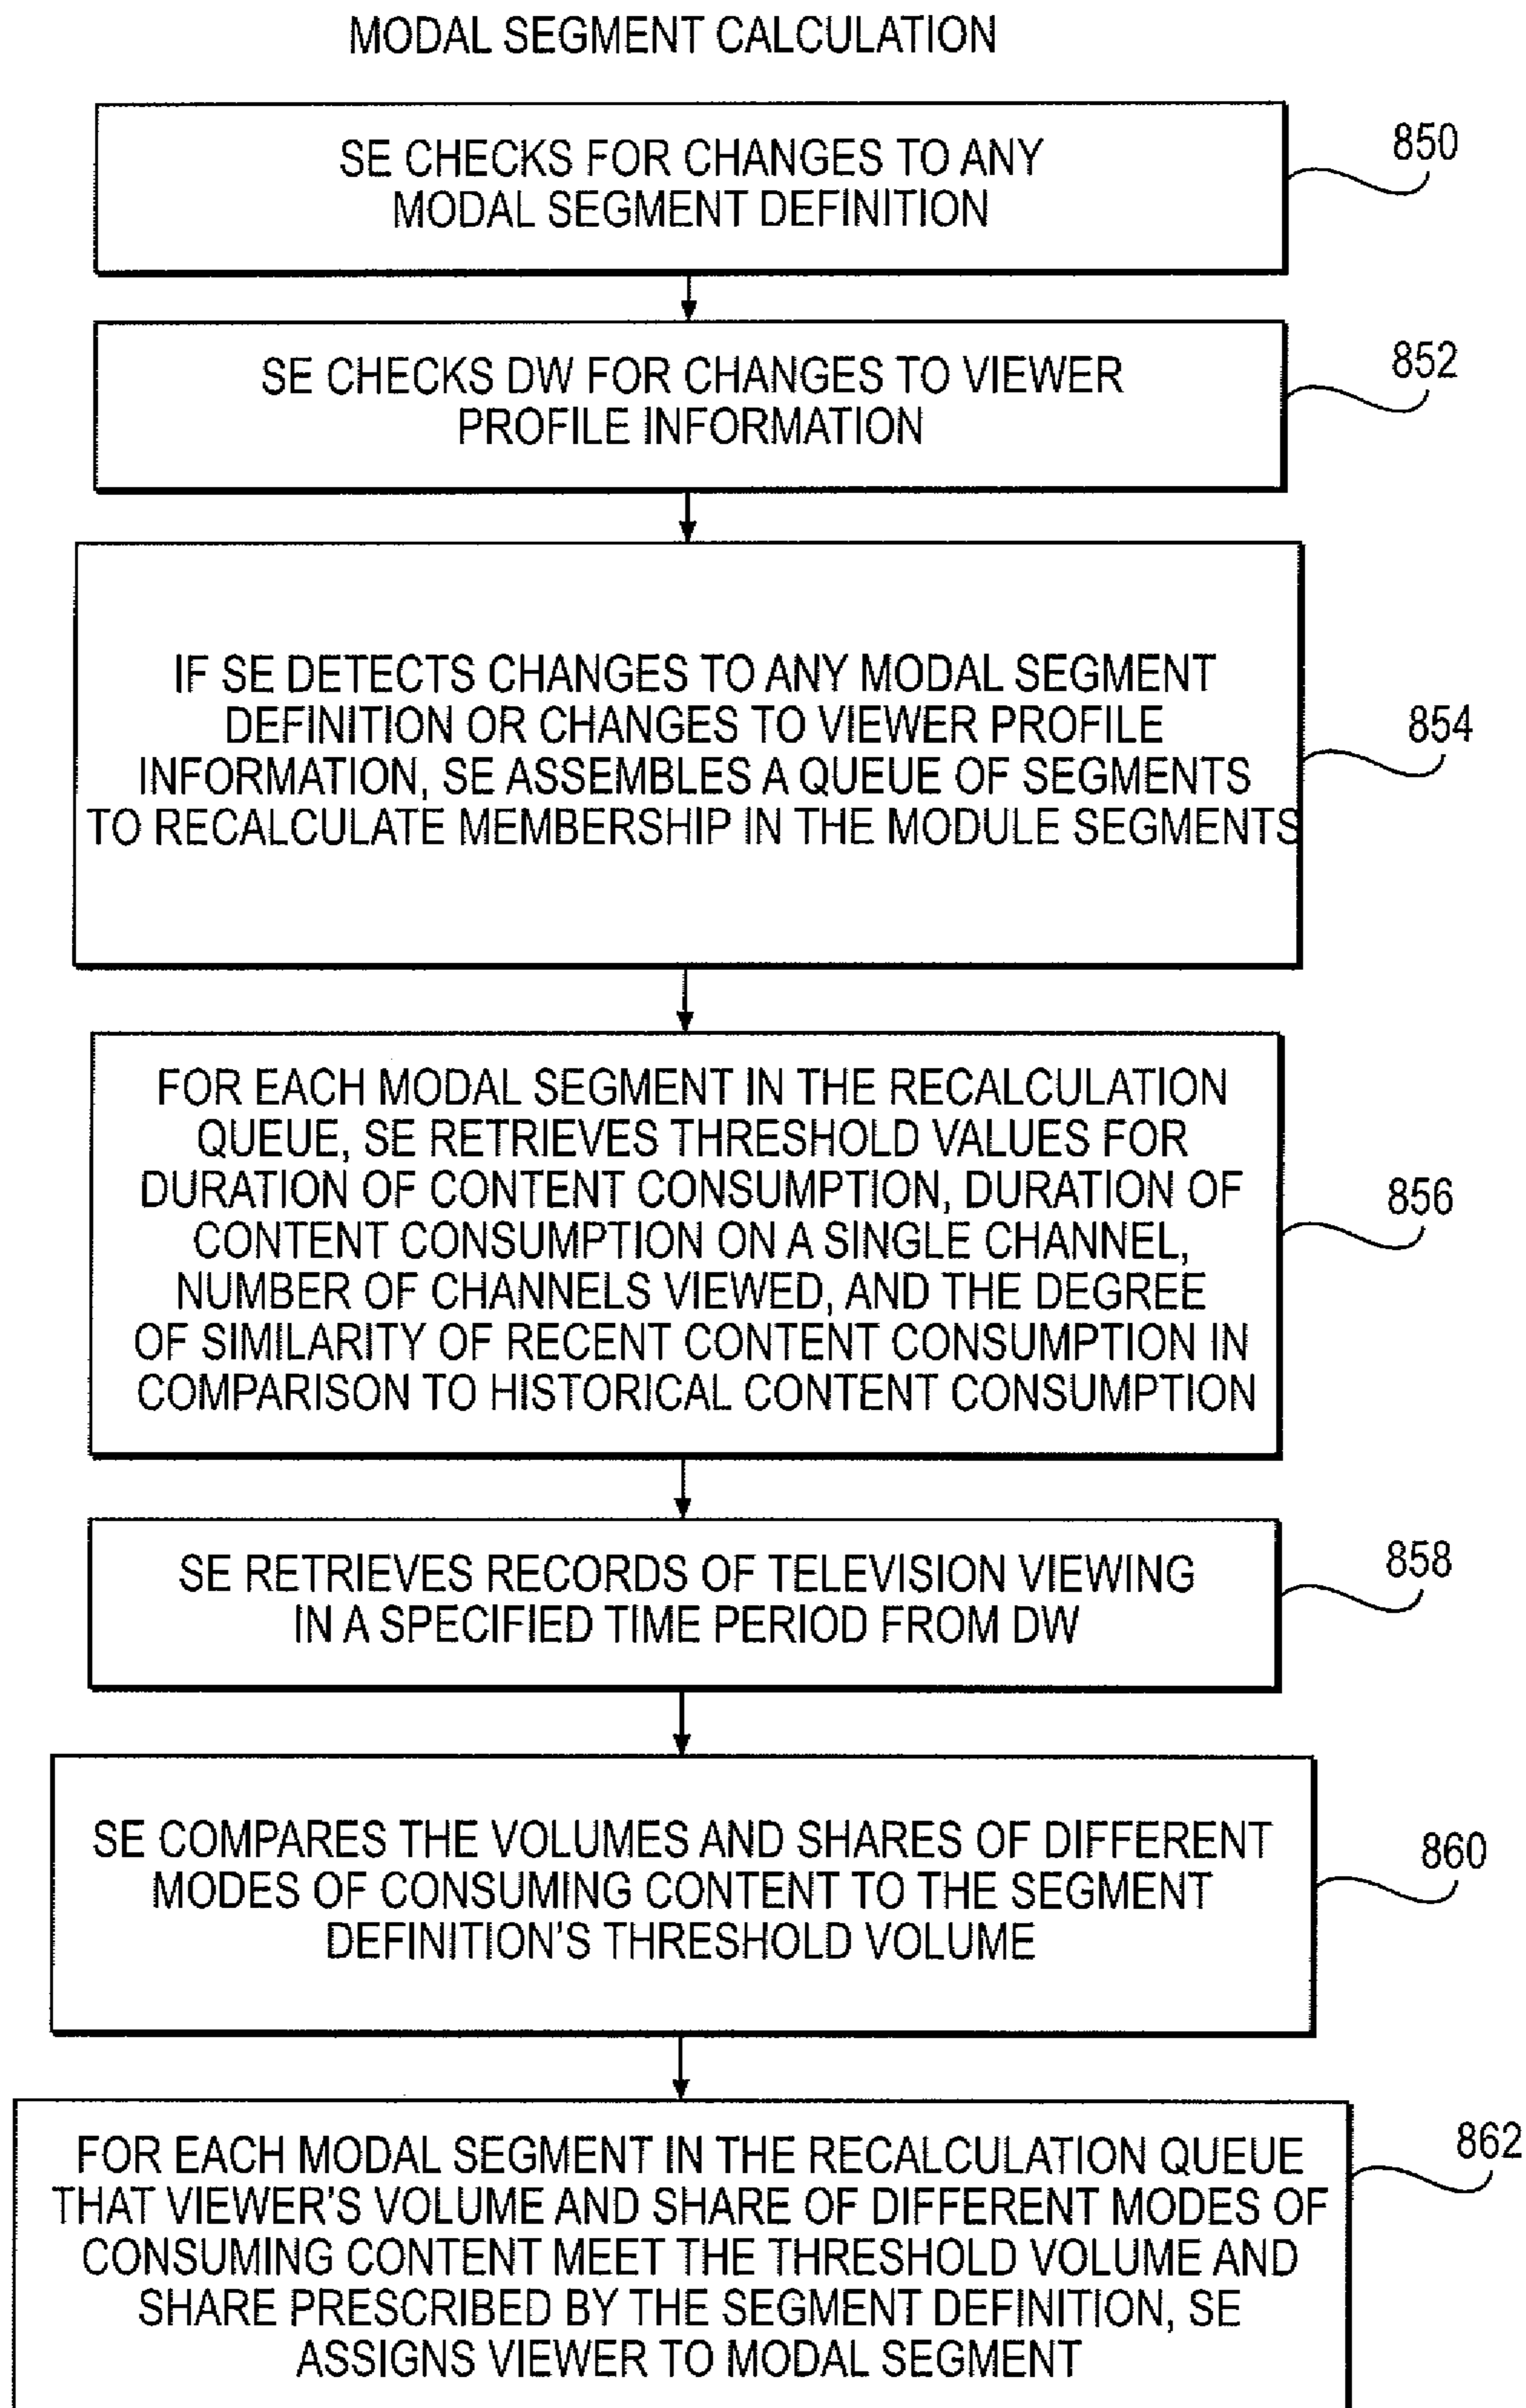 MODAL SEGMENT CALCULATION
SE CHECKS FOR CHANGES TO ANY
MODAL SEGMENT DEFINITION
850
SE CHECKS DW FOR CHANGES TO VIEWER
PROFILE INFORMATION
852
IF SE DETECTS CHANGES TO ANY MODAL SEGMENT
DEFINITION OR CHANGES TO VIEWER PROFILE
INFORMATION, SE ASSEMBLES A QUEUE OF SEGMENTS
TO RECALCULATE MEMBERSHIP IN THE MODULE SEGMENTS
854
FOR EACH MODAL SEGMENT IN THE RECALCULATION
QUEUE, SE RETRIEVES THRESHOLD VALUES FOR
DURATION OF CONTENT CONSUMPTION, DURATION OF
CONTENT CONSUMPTION ON A SINGLE CHANNEL,
NUMBER OF CHANNELS VIEWED, AND THE DEGREE
OF SIMILARITY OF RECENT CONTENT CONSUMPTION IN
COMPARISON TO HISTORICAL CONTENT CONSUMPTION
856
SE RETRIEVES RECORDS OF TELEVISION VIEWING
IN A SPECIFIED TIME PERIOD FROM DW
858
SE COMPARES THE VOLUMES AND SHARES OF DIFFERENT
MODES OF CONSUMING CONTENT TO THE SEGMENT
DEFINITION'S THRESHOLD VOLUME
860
FOR EACH MODAL SEGMENT IN THE RECALCULATION QUEUE
THAT VIEWER'S VOLUME AND SHARE OF DIFFERENT MODES OF
CONSUMING CONTENT MEET THE THRESHOLD VOLUME AND
SHARE PRESCRIBED BY THE SEGMENT DEFINITION, SE
ASSIGNS VIEWER TO MODAL SEGMENT
862